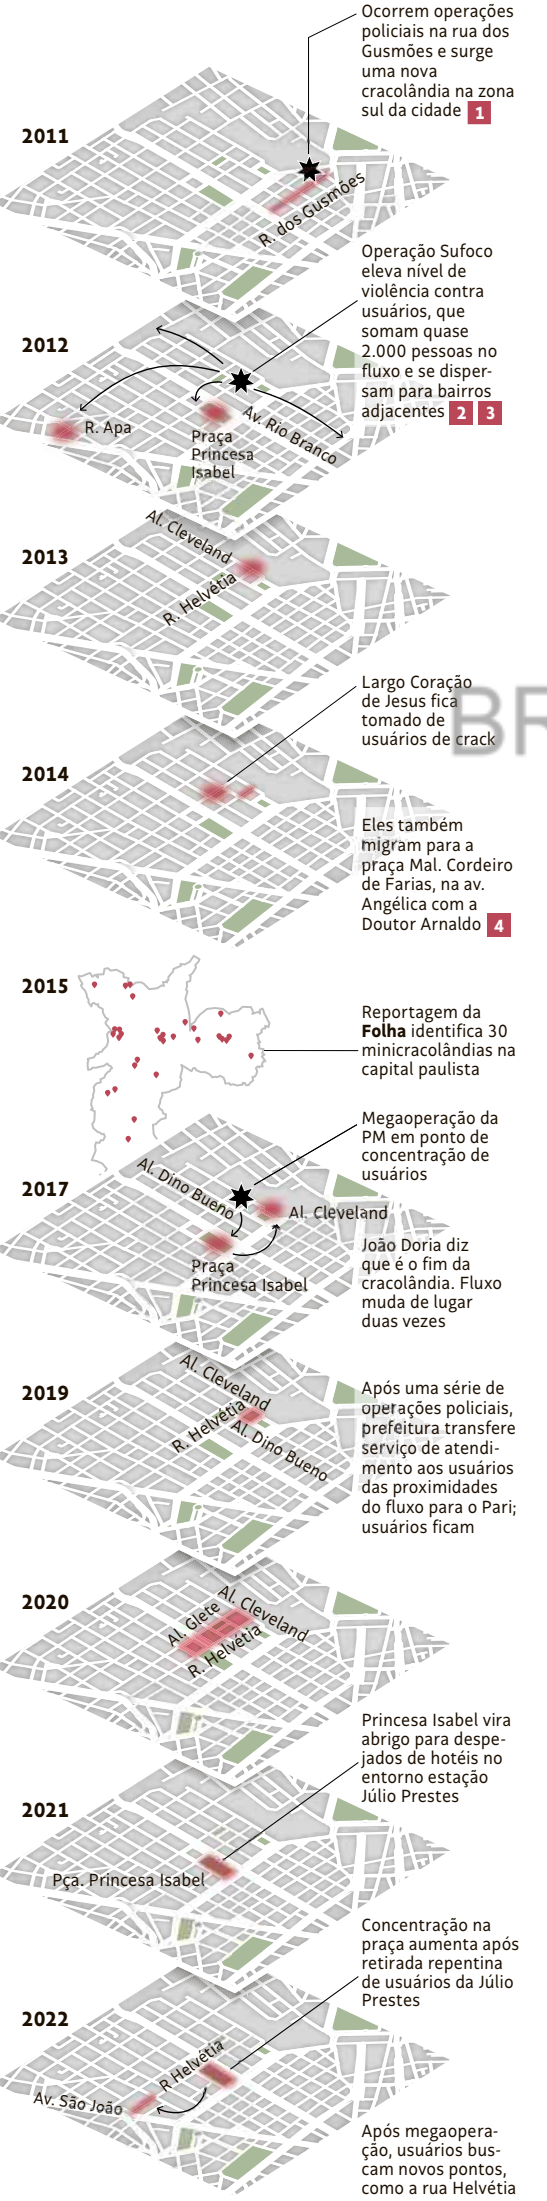 Ocorrem operações
policiais na rua dos
Gusmões e surge
uma nova
cracolândia na zona
sul da cidade 1
2011
R. dos Gusmões
Operação Sufoco
eleva nível de
violência contra
usuários, que
somam quase
2.000 pessoas no
fluxo e se disper-
sam para bairros
adjacentes 2 3
2012
R. Apa
Praça
Princesa
Isabel
Av. Rio Branco
2013
Al. Cleveland
R. Helvétia
Largo Coração
de Jesus fica
tomado de
usuários de crack
BR
2014
Eles também
migram para a
praça Mal. Cordeiro
de Farias, na av.
Angélica com a
Doutor Arnaldo 4
2015
Reportagem da
Folha identifica 30
minicracolândias na
capital paulista
Megaoperação da
PM em ponto de
concentração de
usuários
2017
Al. Dino Bueno
Al. Cleveland
Praça
Princesa Isabel
João Doria diz
que é o fim da
cracolândia. Fluxo
muda de lugar
duas vezes
2019
Al. Cleveland
R. Helvétia
Al. Dino Bueno
Após uma série de
operações policiais,
prefeitura transfere
serviço de atendi-
mento aos usuários
das proximidades
do fluxo para o Pari;
usuários ficam
2020
Al. Cleveland
Al. Glete
R. Helvétia
Princesa Isabel vira
abrigo para despe-
jados de hotéis no
entorno estação
Júlio Prestes
2021
Pça. Princesa Isabel
Concentração na
praça aumenta após
retirada repentina
de usuários da Júlio
Prestes
2022
R Helvétia
Av. São João
Após megaopera-
ção, usuários bus-
cam novos pontos,
como a rua Helvétia